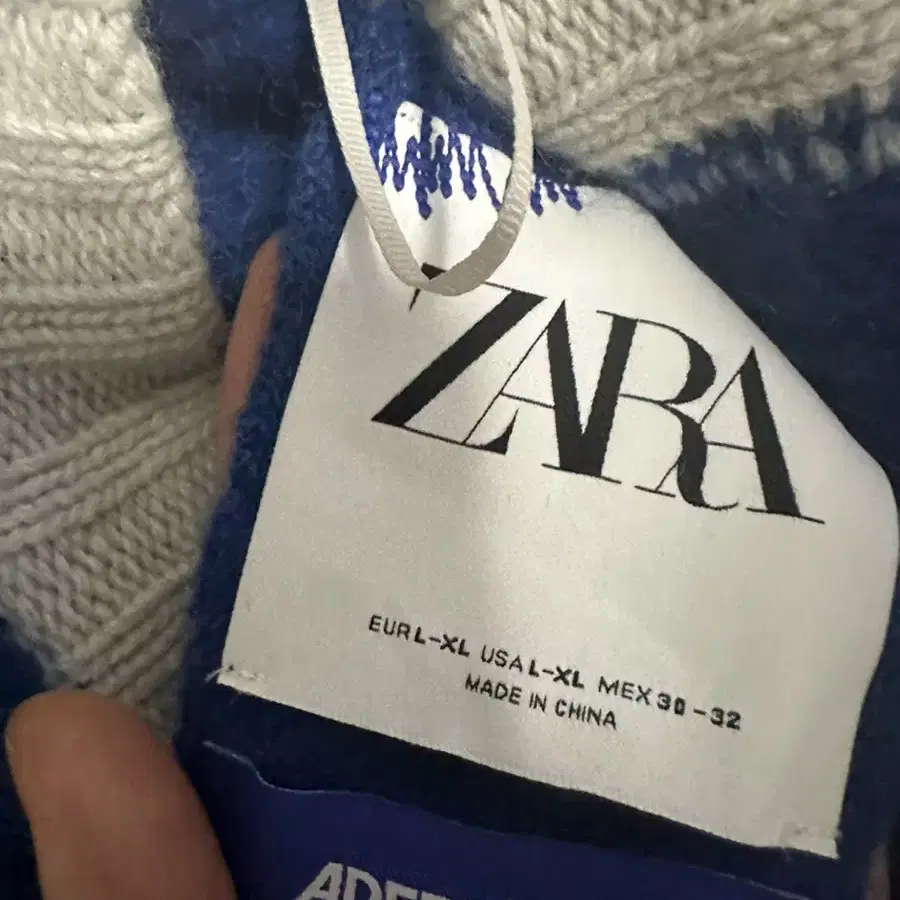 ZARA
EUR L-XL USA L-XL MEX 30-32
MADE IN CHINA